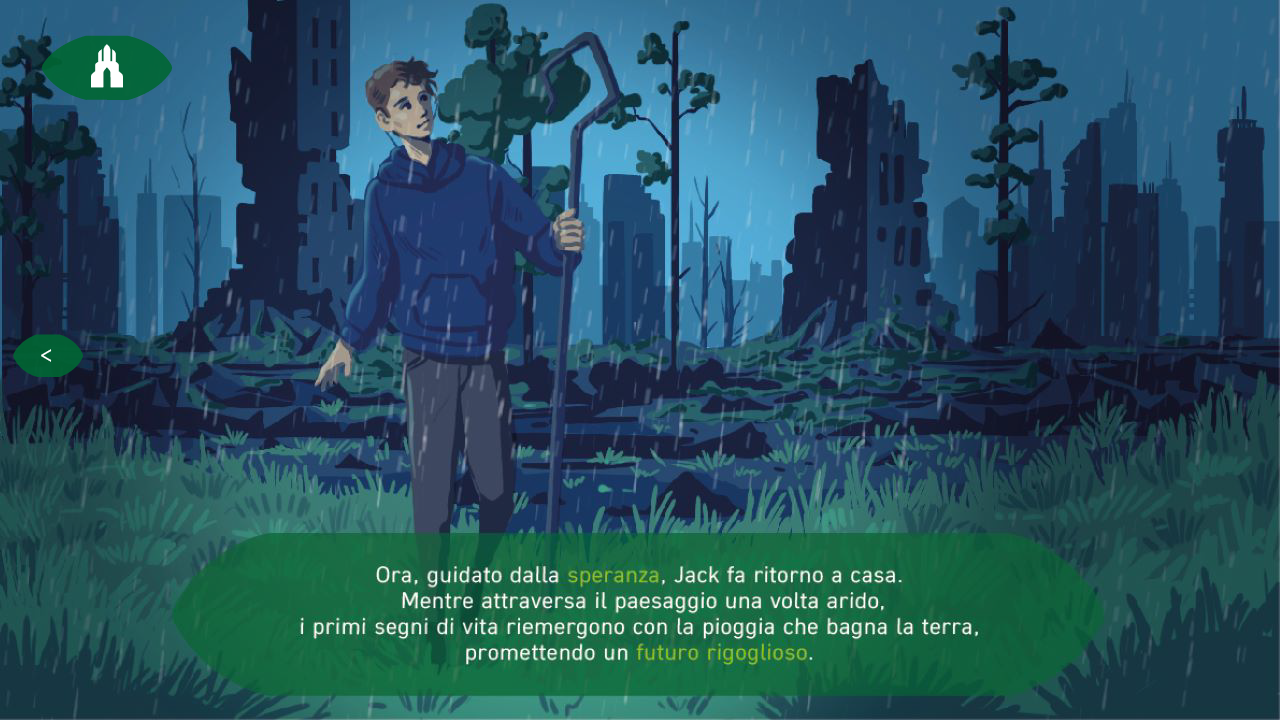 <
Ora, guidato dalla speranza, Jack fa ritorno a casa.
Mentre attraversa il paesaggio una volta arido,
i primi segni di vita riemergono con la pioggia che bagna la terra,
promettendo un futuro rigoglioso.